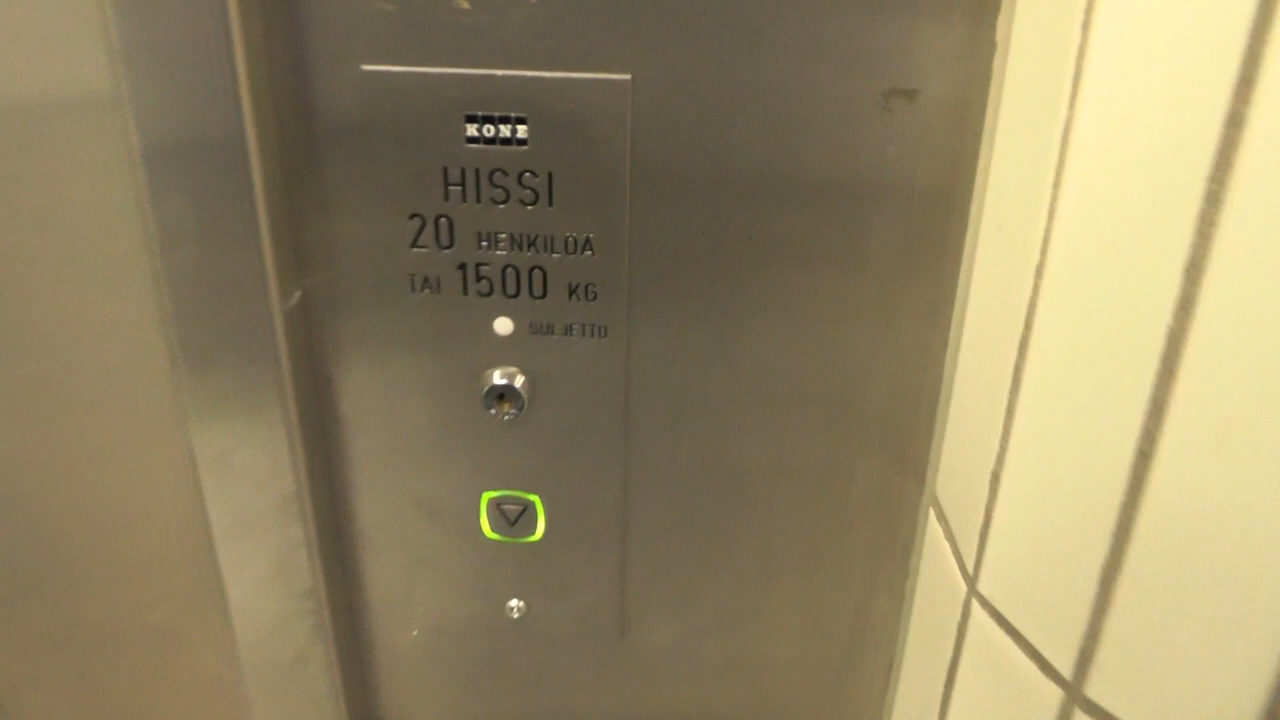 KONE
HISSI
20 HENKILÖÄ
TAI 1500 KG
SULJETTU